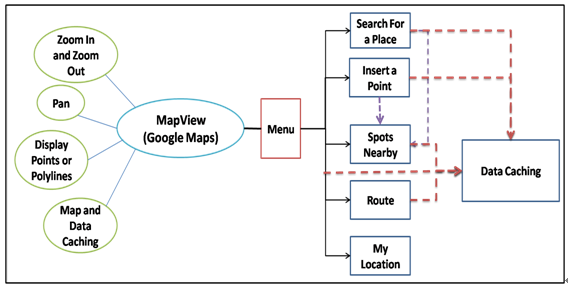 Zoom In
and Zoom
Out
Pan
Display
Points or
Polylines
Map and
Data
Caching
MapView
(Google Maps)
Menu
Search For
a Place
Insert a
Point
Spots
Nearby
Route
My
Location
Data Caching